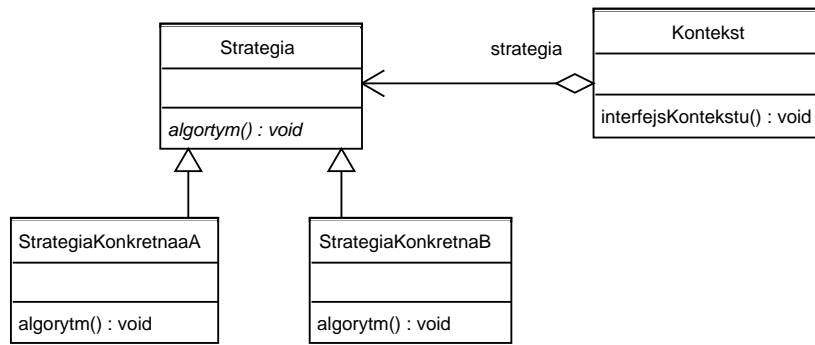 Strategia
algortym() : void
strategia
Kontekst
interfejsKontekstu() : void
StrategiaKonkretnaaA
algorytm() : void
StrategiaKonkretnaB
algorytm() : void